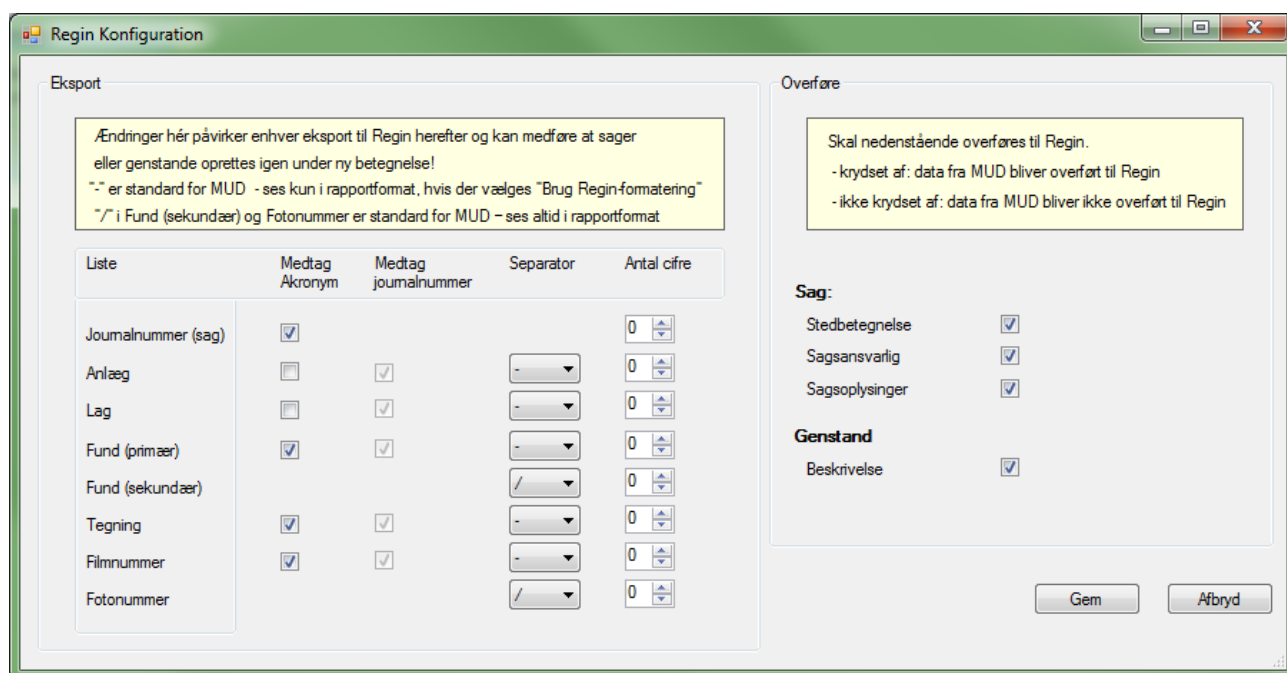 Regin Konfiguration
Eksport
Ændringer hér påvirker enhver eksport til Regin herefter og kan medføre at sager
eller genstande oprettes igen under ny betegnelse!
"-" er standard for MUD - ses kun i rapportformat, hvis der vælges "Brug Regin-formatering"
"/" i Fund (sekundær) og Fotonummer er standard for MUD – ses altid i rapportformat
Liste Medtag Akronym Medtag journalnummer Separator Antal cifre
Journalnummer (sag) 0
Anlæg - 0
Lag - 0
Fund (primær) - 0
Fund (sekundær) / 0
Tegning - 0
Filmnummer - 0
Fotonummer / 0
Overføre
Skal nedenstående overføres til Regin.
- krydset af: data fra MUD bliver overført til Regin
- ikke krydset af: data fra MUD bliver ikke overført til Regin
Sag:
Stedbetegnelse
Sagsansvarlig
Sagsoplysinger
Genstand
Beskrivelse
Gem Afbryd